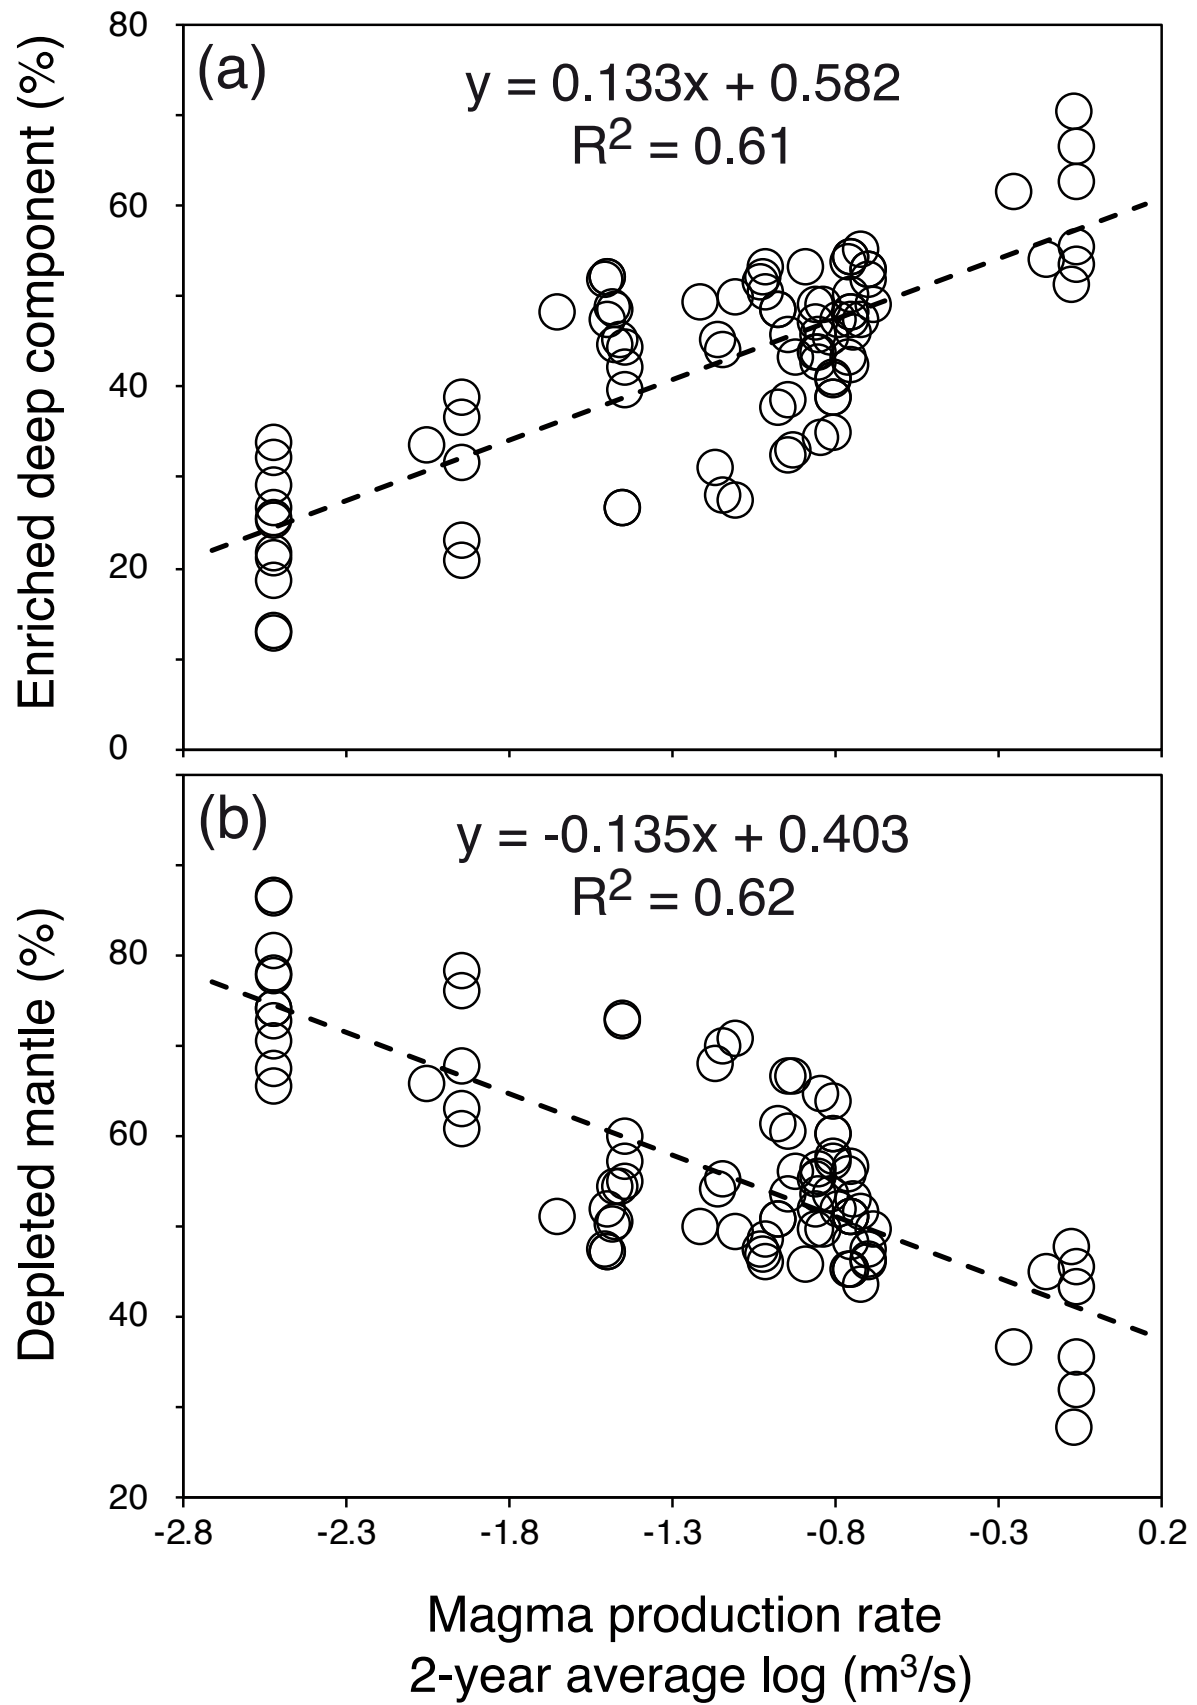 (a)
y = 0.133x + 0.582
R² = 0.61
Enriched deep component (%)
80
60
40
20
0
(b)
y = -0.135x + 0.403
R² = 0.62
Depleted mantle (%)
80
60
40
20
-2.8 -2.3 -1.8 -1.3 -0.8 -0.3 0.2
Magma production rate
2-year average log (m³/s)